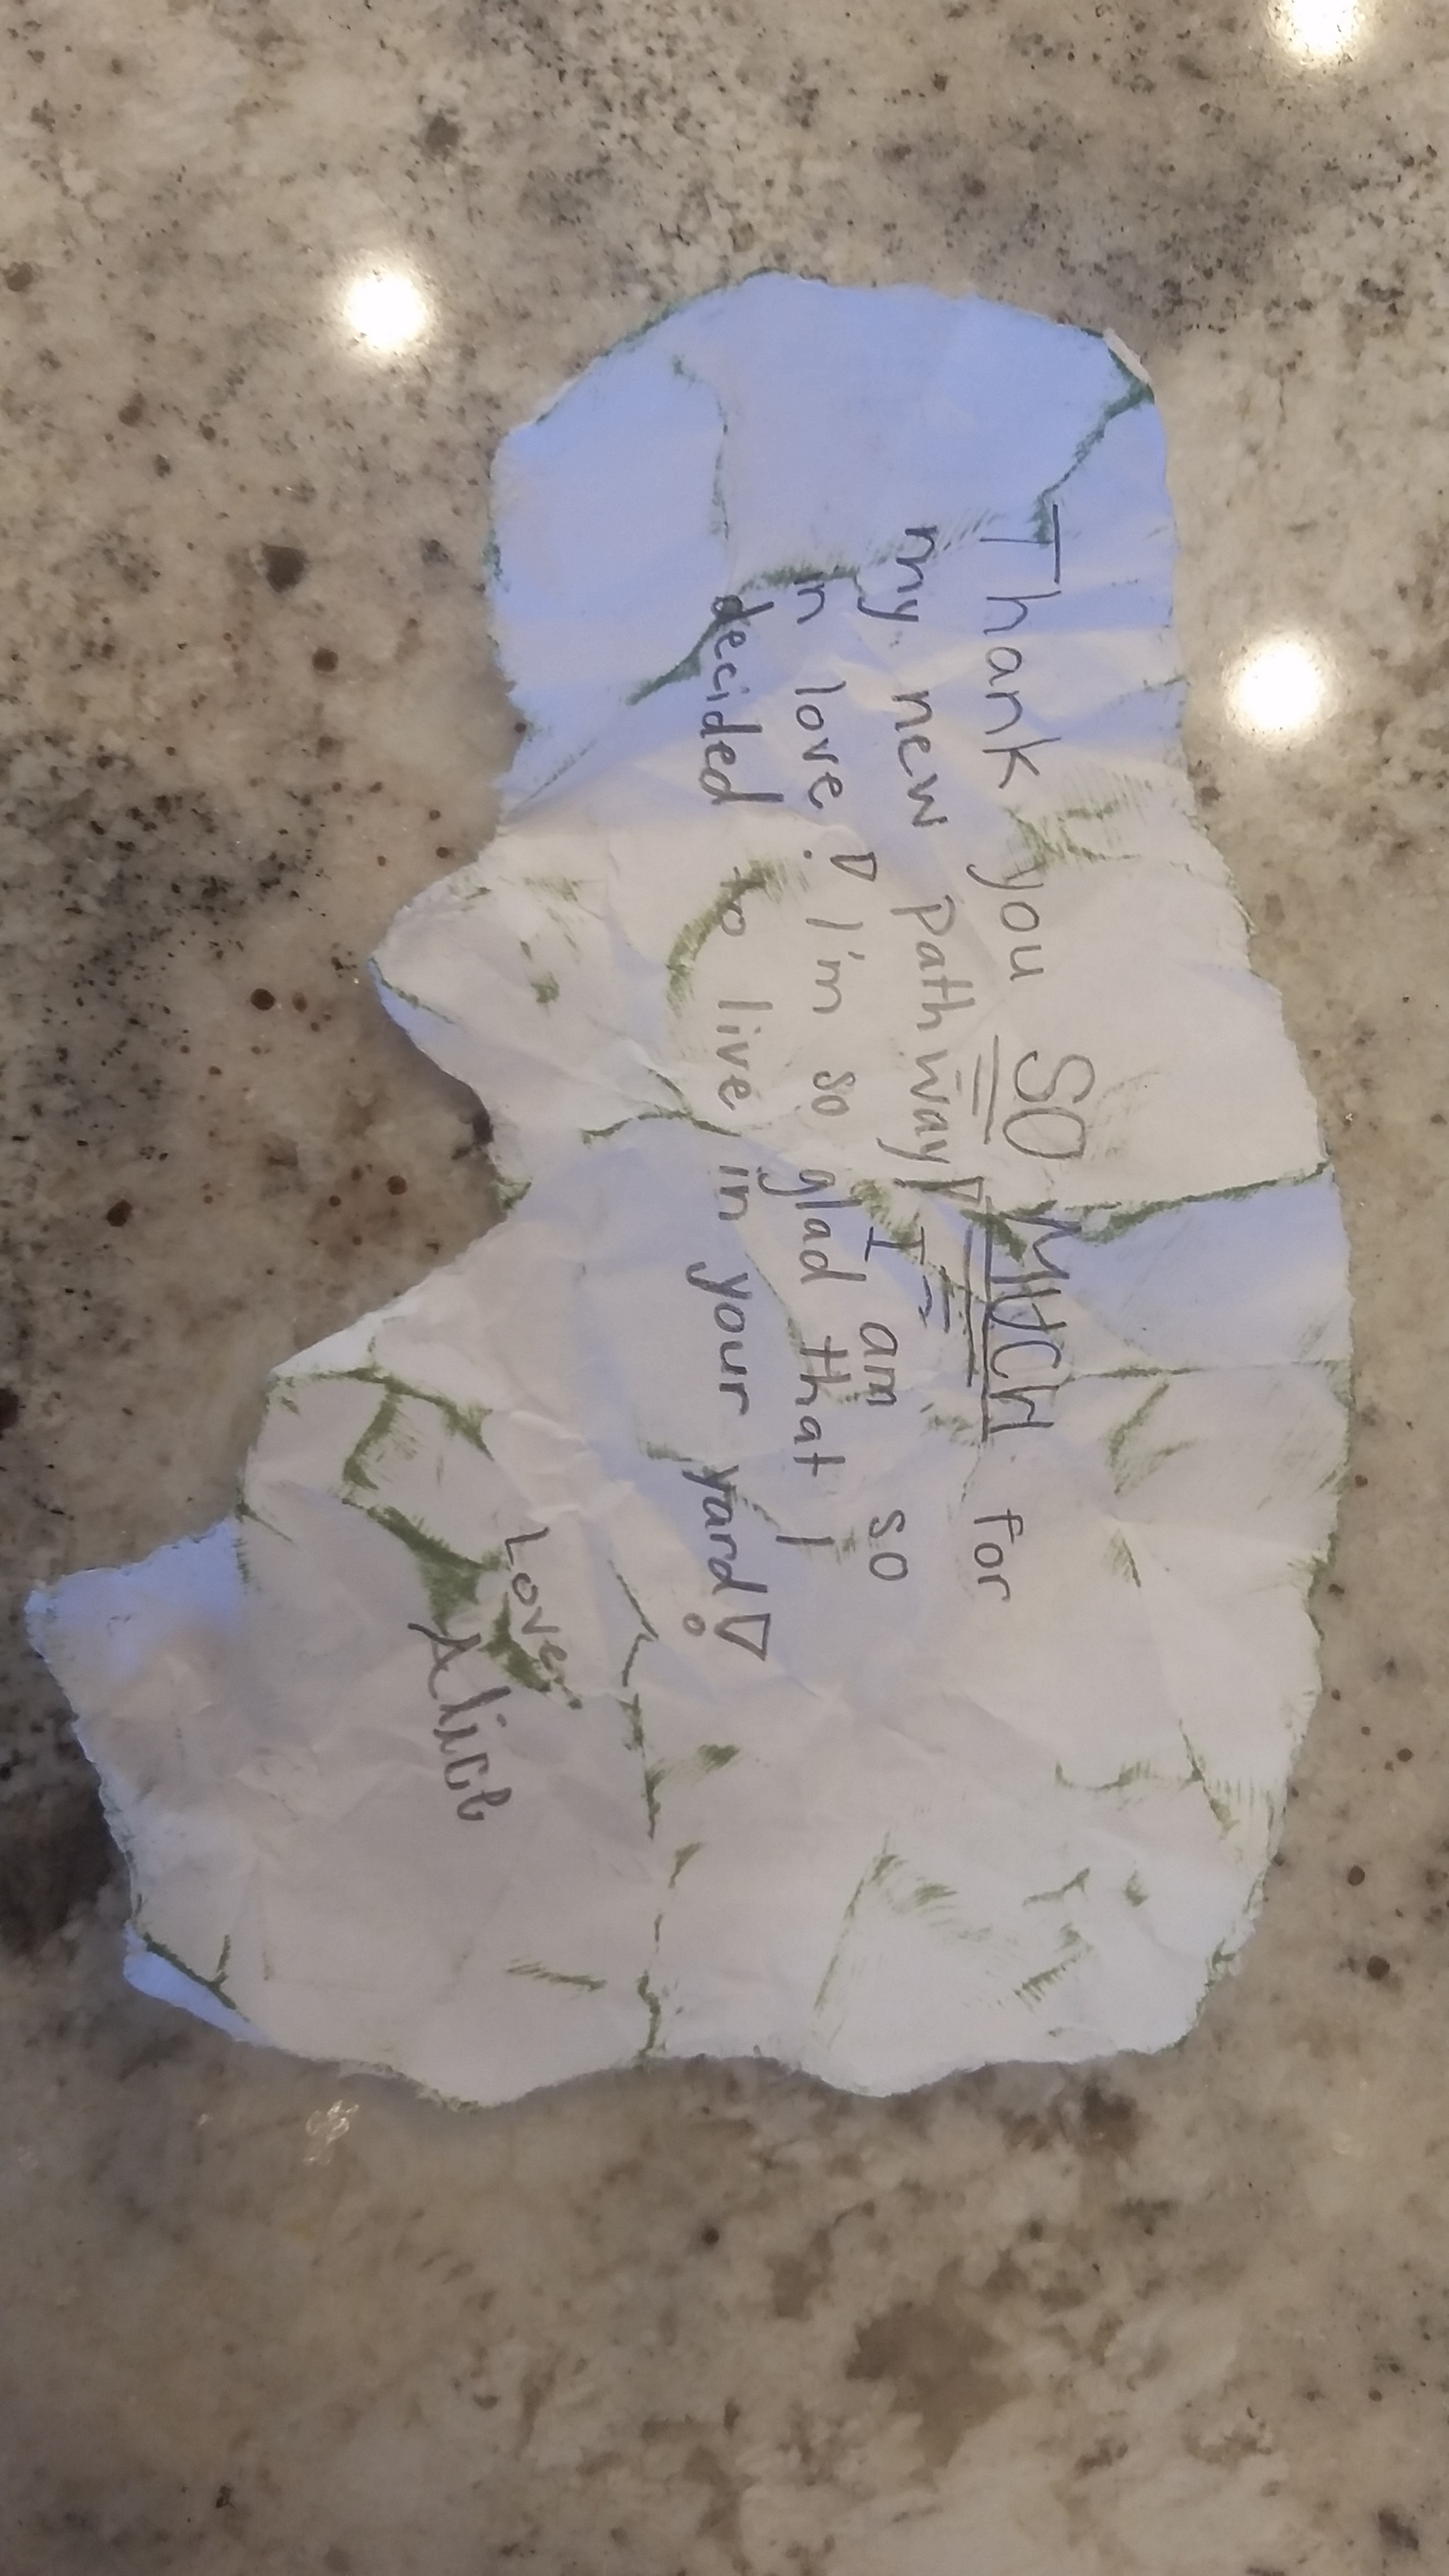 Thank you SO MUCH for
my new pathway! I am so
in love! I'm so glad that I
decided to live in your yard!
Love,
Alice